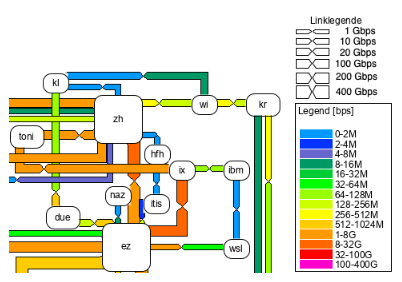 Linklegende
1 Gbps
10 Gbps
20 Gbps
100 Gbps
200 Gbps
400 Gbps
Legend [bps]
0-2M
2-4M
4-8M
8-16M
16-32M
32-64M
64-128M
128-256M
256-512M
512-1024M
1-8G
8-32G
32-100G
100-400G
kl
wi
kr
zh
toni
hfh
ix
ibm
naz
itis
due
ez
wsl